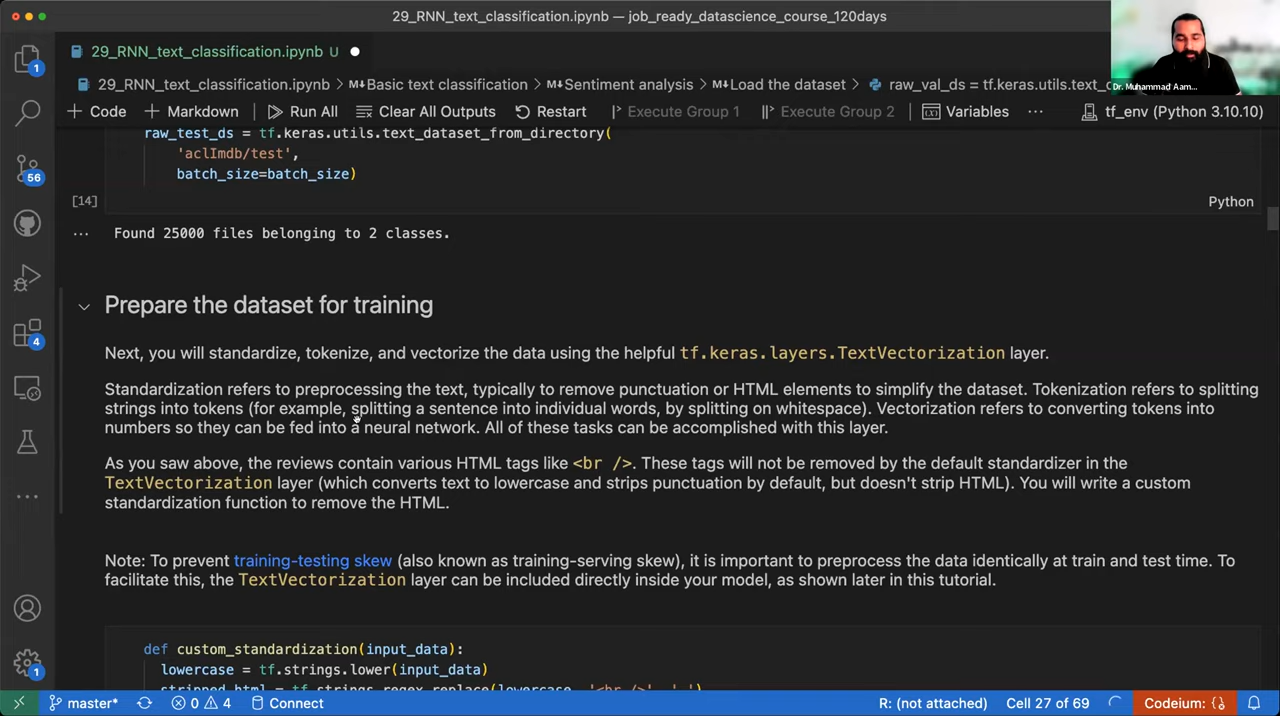 29_RNN_text_classification.ipynb — job_ready_datascience_course_120days
29_RNN_text_classification.ipynb U
29_RNN_text_classification.ipynb > Basic text classification > Sentiment analysis > Load the dataset > raw_val_ds = tf.keras.utils.text_
Dr. Muhammad Aam...
+ Code + Markdown Run All Clear All Outputs Restart Execute Group 1 Execute Group 2 Variables ... tf_env (Python 3.10.10)
raw_test_ds = tf.keras.utils.text_dataset_from_directory(
'aclImdb/test',
batch_size=batch_size)
[14]
Python
... Found 25000 files belonging to 2 classes.
Prepare the dataset for training
Next, you will standardize, tokenize, and vectorize the data using the helpful tf.keras.layers.TextVectorization layer.
Standardization refers to preprocessing the text, typically to remove punctuation or HTML elements to simplify the dataset. Tokenization refers to splitting
strings into tokens (for example, splitting a sentence into individual words, by splitting on whitespace). Vectorization refers to converting tokens into
numbers so they can be fed into a neural network. All of these tasks can be accomplished with this layer.
As you saw above, the reviews contain various HTML tags like <br />. These tags will not be removed by the default standardizer in the
TextVectorization layer (which converts text to lowercase and strips punctuation by default, but doesn't strip HTML). You will write a custom
standardization function to remove the HTML.
Note: To prevent training-testing skew (also known as training-serving skew), it is important to preprocess the data identically at train and test time. To
facilitate this, the TextVectorization layer can be included directly inside your model, as shown later in this tutorial.
def custom_standardization(input_data):
lowercase = tf.strings.lower(input_data)
stripped_html = tf.strings.regex_replace(lowercase, '<br />', ' ')
1
56
4
1
master* 0 4 Connect R: (not attached) Cell 27 of 69 Codeium: {}